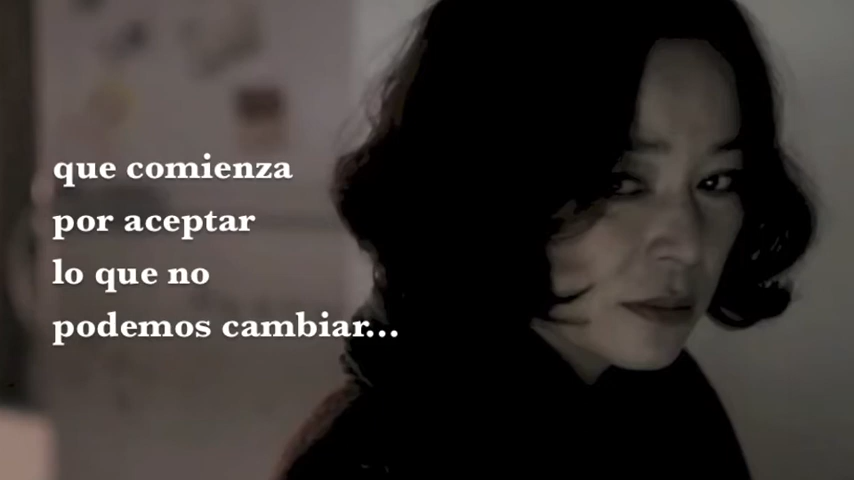 que comienza
por aceptar
lo que no
podemos cambiar...